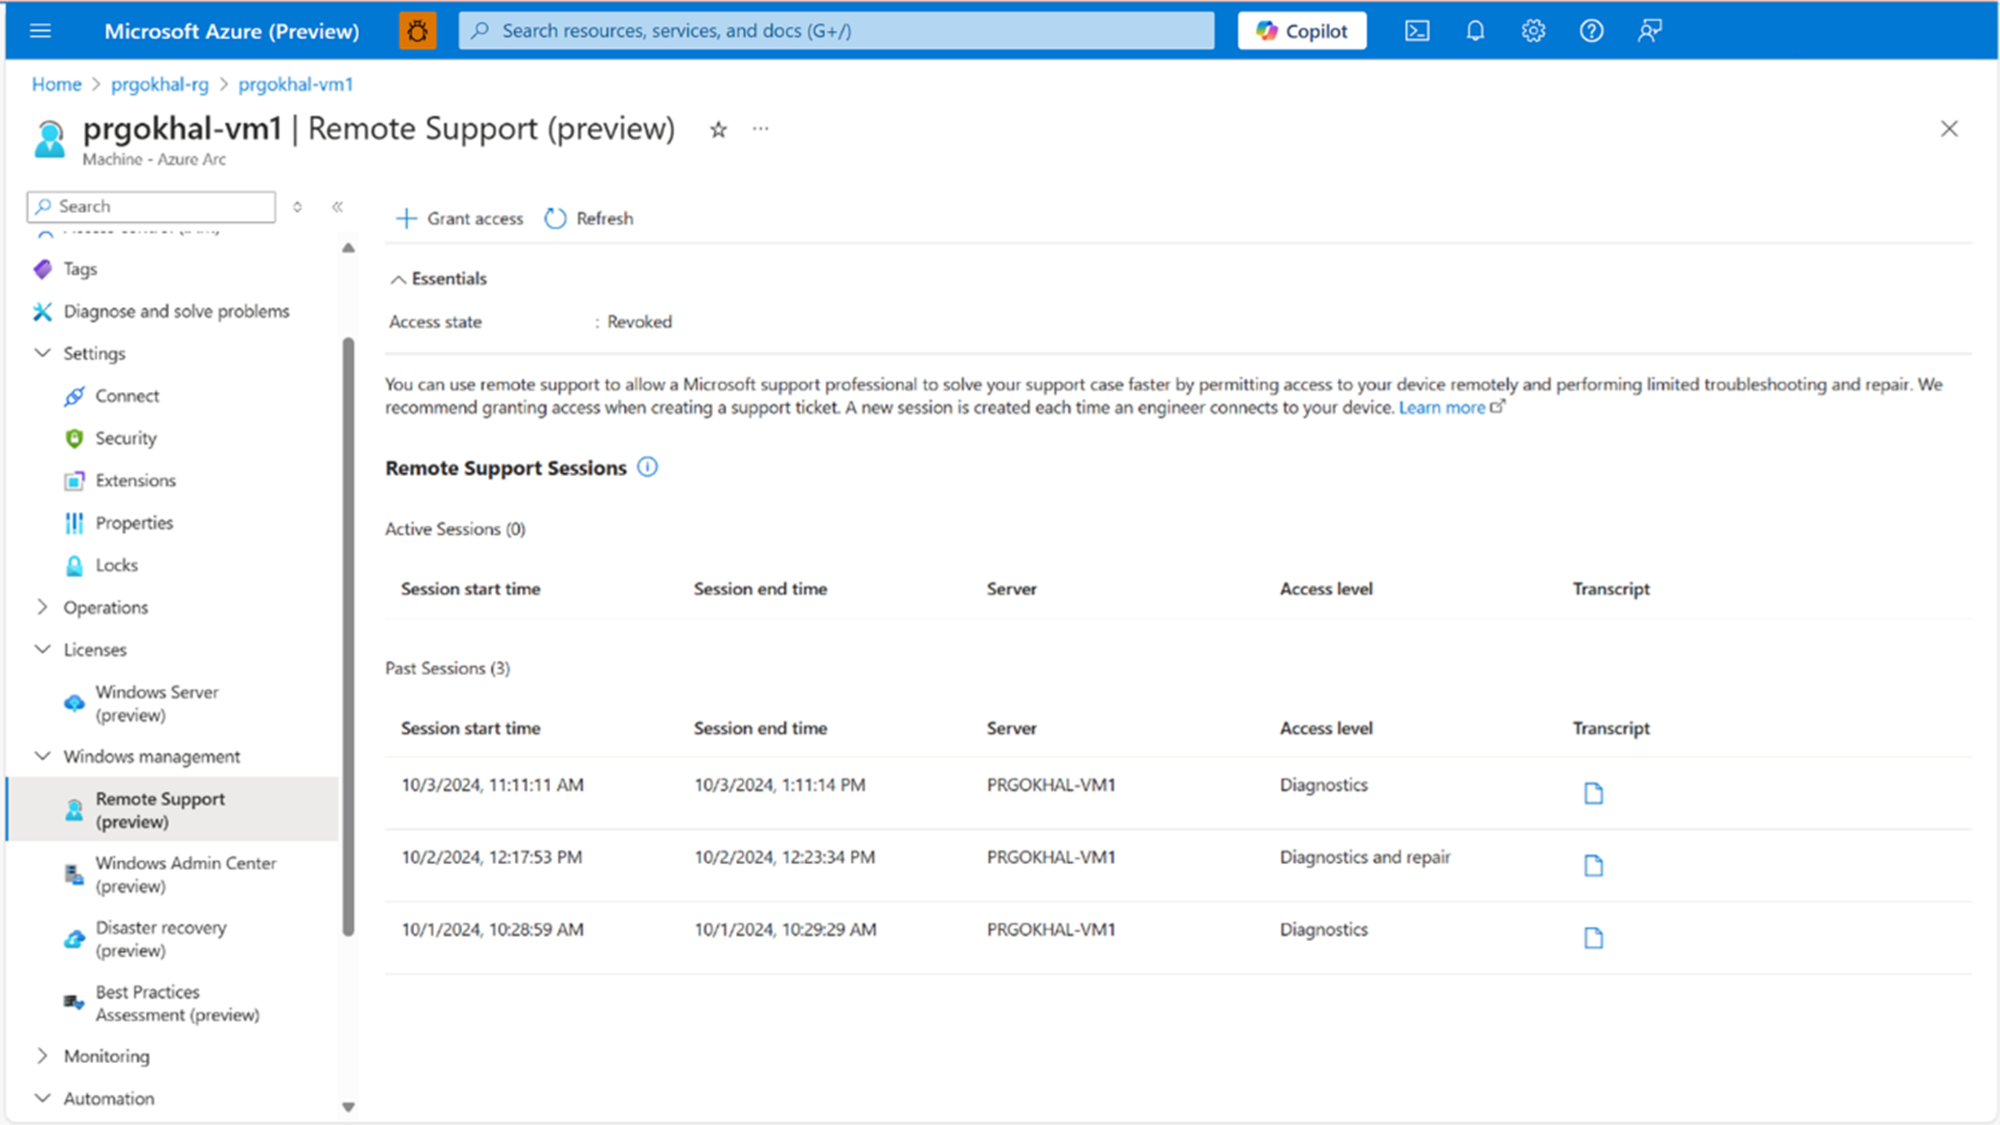 Microsoft Azure (Preview)
Search resources, services, and docs (G+/)
Copilot
Home > prgokhal-rg > prgokhal-vm1
prgokhal-vm1 | Remote Support (preview)
Machine - Azure Arc
Search
Tags
Diagnose and solve problems
Settings
Connect
Security
Extensions
Properties
Locks
Operations
Licenses
Windows Server
(preview)
Windows management
Remote Support
(preview)
Windows Admin Center
(preview)
Disaster recovery
(preview)
Best Practices
Assessment (preview)
Monitoring
Automation
Grant access
Refresh
Essentials
Access state : Revoked
You can use remote support to allow a Microsoft support professional to solve your support case faster by permitting access to your device remotely and performing limited troubleshooting and repair. We
recommend granting access when creating a support ticket. A new session is created each time an engineer connects to your device. Learn more
Remote Support Sessions
Active Sessions (0)
Session start time Session end time Server Access level Transcript
Past Sessions (3)
Session start time Session end time Server Access level Transcript
10/3/2024, 11:11:11 AM 10/3/2024, 1:11:14 PM PRGOKHAL-VM1 Diagnostics
10/2/2024, 12:17:53 PM 10/2/2024, 12:23:34 PM PRGOKHAL-VM1 Diagnostics and repair
10/1/2024, 10:28:59 AM 10/1/2024, 10:29:29 AM PRGOKHAL-VM1 Diagnostics